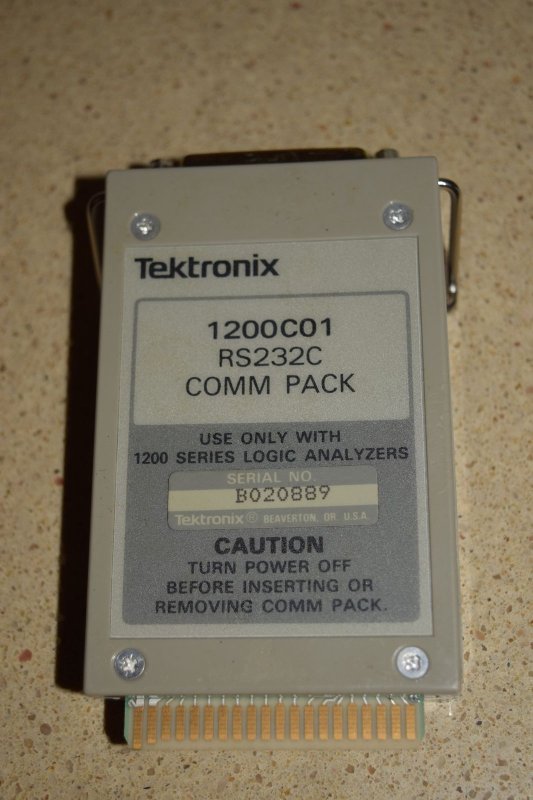 Tektronix
1200C01
RS232C
COMM PACK
USE ONLY WITH
1200 SERIES LOGIC ANALYZERS
SERIAL NO
B020889
Tektronix® BEAVERTON, OR. U.S.A.
CAUTION
TURN POWER OFF
BEFORE INSERTING OR
REMOVING COMM PACK.